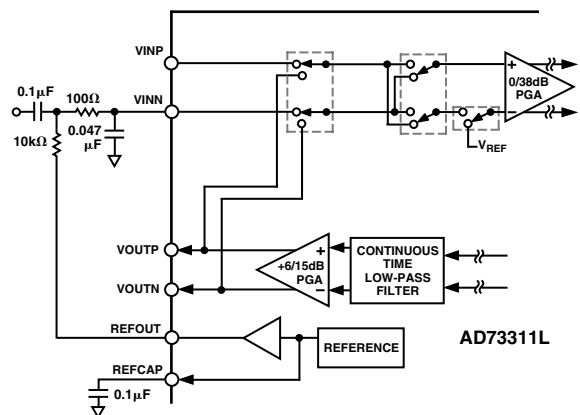 VINP
0.1μF
100Ω
VINN
10kΩ
0.047
μF
+
−
0/38dB
PGA
VREF
VOUTP
VOUTN
+
−
+6/15dB
PGA
CONTINUOUS
TIME
LOW-PASS
FILTER
REFOUT
REFERENCE
AD73311L
REFCAP
0.1μF